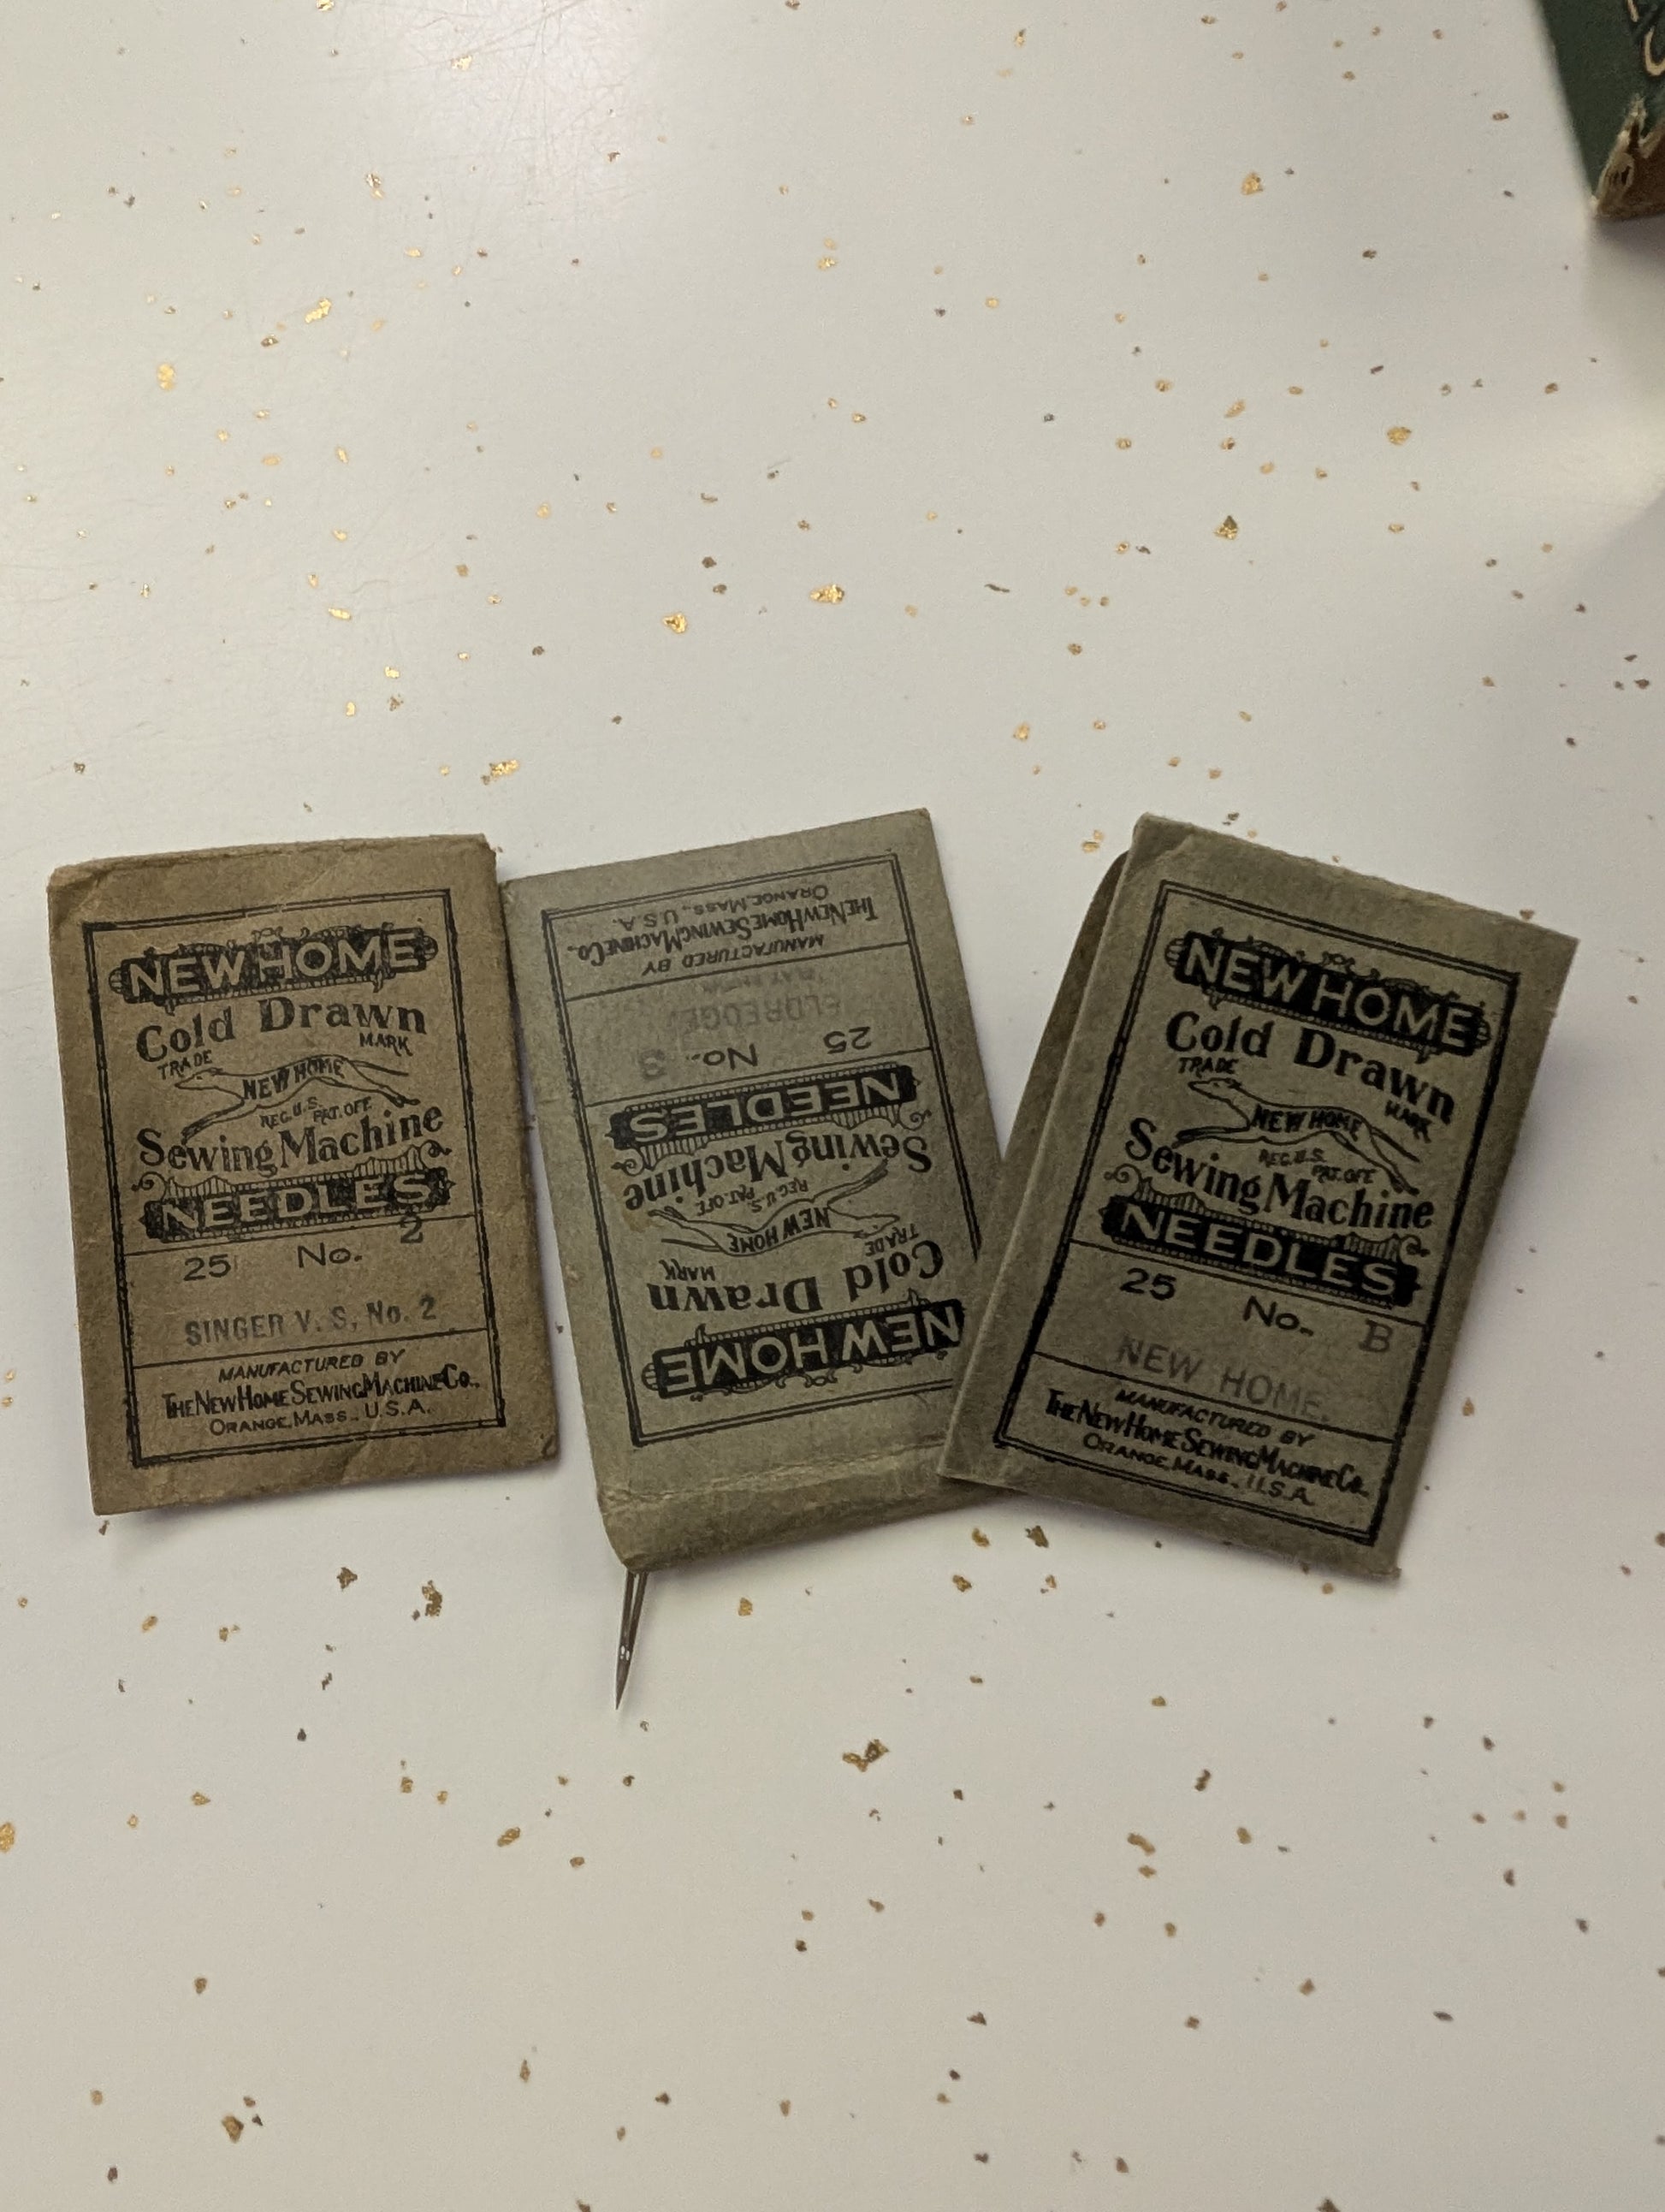 NEW HOME
Cold Drawn
TRADE MARK
NEW HOME
REG. U.S. PAT. OFF.
Sewing Machine
NEEDLES
25 No. 2
SINGER V. S, No. 2
MANUFACTURED BY
THE NEW HOME SEWING MACHINE CO.,
ORANGE, MASS., U.S.A.
NEW HOME
Cold Drawn
TRADE MARK
NEW HOME
REG. U.S. PAT. OFF.
Sewing Machine
NEEDLES
25 No. 3
ELDREDGE
MANUFACTURED BY
THE NEW HOME SEWING MACHINE CO.,
ORANGE, MASS., U.S.A.
NEW HOME
Cold Drawn
TRADE MARK
NEW HOME
REG. U.S. PAT. OFF.
Sewing Machine
NEEDLES
25 No. B
NEW HOME.
MANUFACTURED BY
THE NEW HOME SEWING MACHINE CO.
ORANGE, MASS., U.S.A.